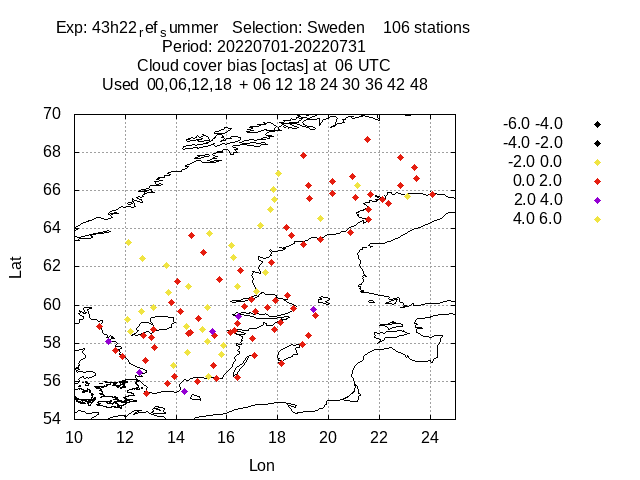 Exp: 43h22refsummer Selection: Sweden 106 stations
Period: 20220701-20220731
Cloud cover bias [octas] at 06 UTC
Used 00,06,12,18 + 06 12 18 24 30 36 42 48
-6.0 -4.0
-4.0 -2.0
-2.0 0.0
0.0 2.0
2.0 4.0
4.0 6.0
70
68
66
64
62
60
58
56
54
Lat
10 12 14 16 18 20 22 24
Lon